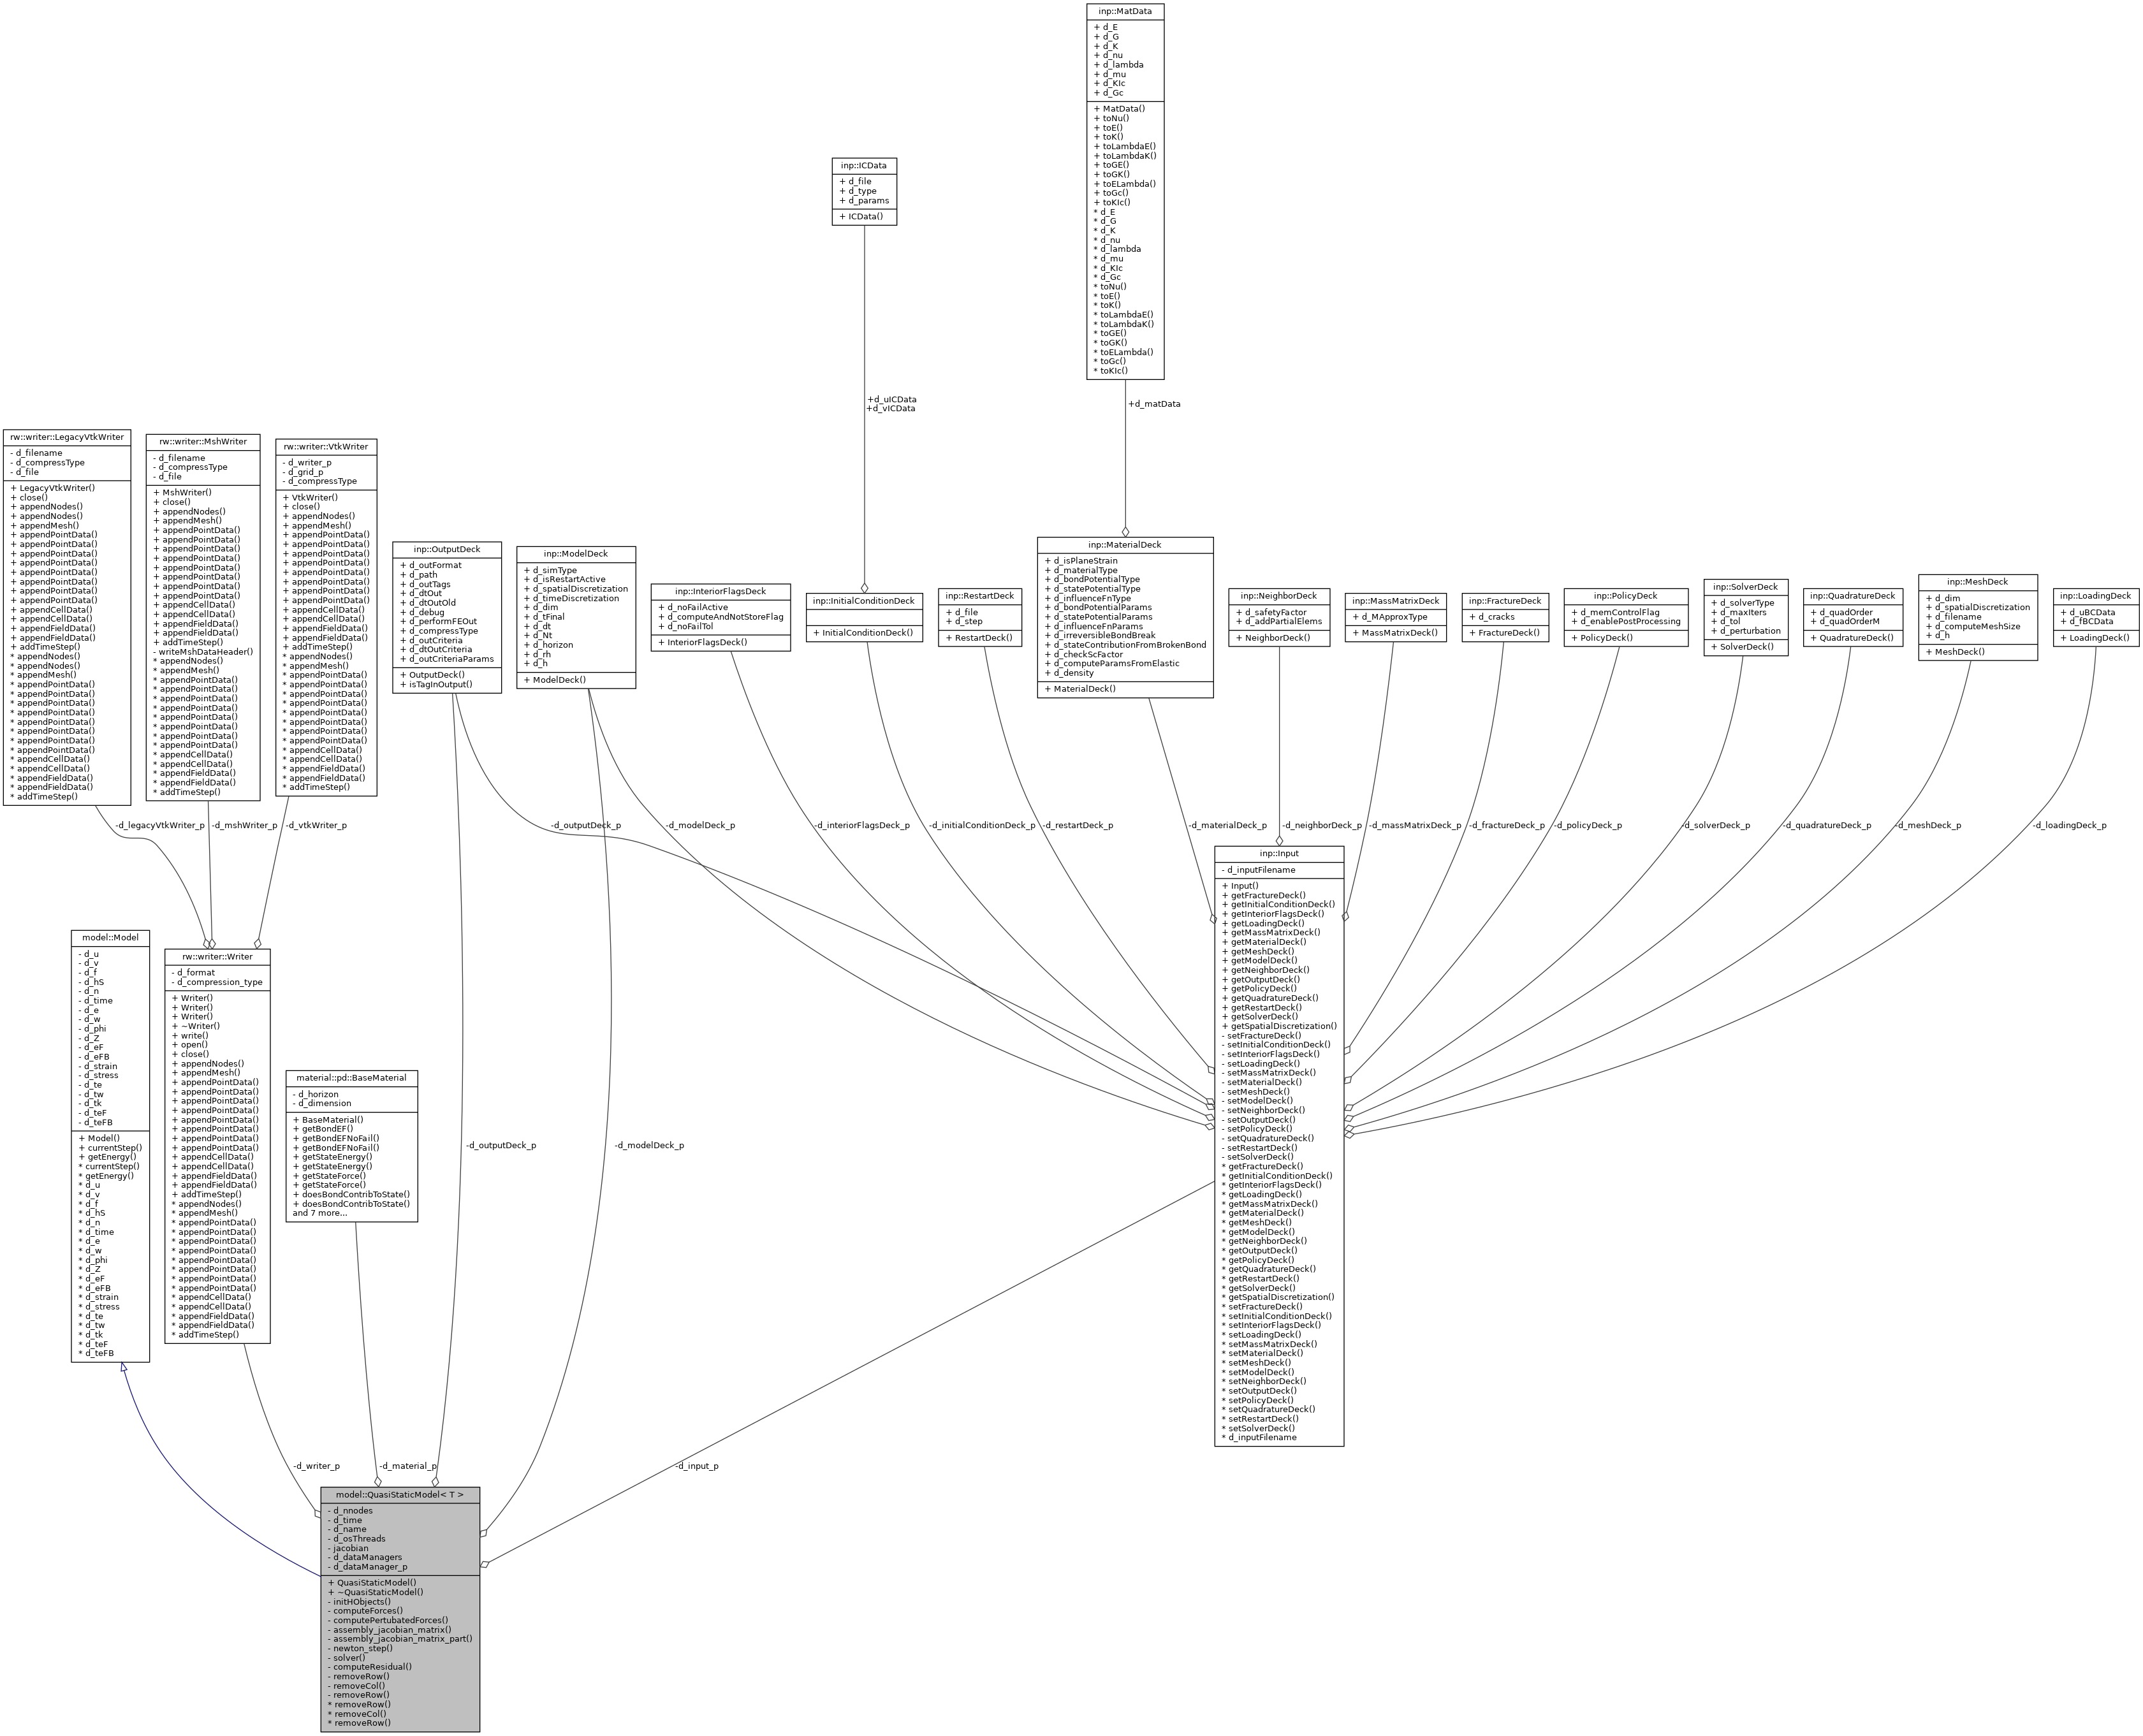 inp::MatData
+ d_E
+ d_G
+ d_K
+ d_nu
+ d_lambda
+ d_mu
+ d_KIc
+ d_Gc
+ MatData()
+ toNu()
+ toE()
+ toK()
+ toLambdaE()
+ toLambdaK()
+ toGE()
+ toGK()
+ toELambda()
+ toGc()
+ toKIc()
* d_E
* d_G
* d_K
* d_nu
* d_lambda
* d_mu
* d_KIc
* d_Gc
* toNu()
* toE()
* toK()
* toLambdaE()
* toLambdaK()
* toGE()
* toGK()
* toELambda()
* toGc()
* toKIc()
inp::ICData
+ d_file
+ d_type
+ d_params
+ ICData()
+d_uICData
+d_vICData
+d_matData
rw::writer::LegacyVtkWriter
- d_filename
- d_compressType
- d_file
+ LegacyVtkWriter()
+ close()
+ appendNodes()
+ appendNodes()
+ appendMesh()
+ appendPointData()
+ appendPointData()
+ appendPointData()
+ appendPointData()
+ appendPointData()
+ appendPointData()
+ appendPointData()
+ appendPointData()
+ appendCellData()
+ appendCellData()
+ appendFieldData()
+ appendFieldData()
+ addTimeStep()
* appendNodes()
* appendNodes()
* appendMesh()
* appendPointData()
* appendPointData()
* appendPointData()
* appendPointData()
* appendPointData()
* appendPointData()
* appendPointData()
* appendPointData()
* appendCellData()
* appendCellData()
* appendFieldData()
* appendFieldData()
* addTimeStep()
rw::writer::MshWriter
- d_filename
- d_compressType
- d_file
+ MshWriter()
+ close()
+ appendNodes()
+ appendMesh()
+ appendPointData()
+ appendPointData()
+ appendPointData()
+ appendPointData()
+ appendPointData()
+ appendPointData()
+ appendPointData()
+ appendPointData()
+ appendCellData()
+ appendCellData()
+ appendFieldData()
+ appendFieldData()
+ addTimeStep()
- writeMshDataHeader()
* appendNodes()
* appendMesh()
* appendPointData()
* appendPointData()
* appendPointData()
* appendPointData()
* appendPointData()
* appendPointData()
* appendPointData()
* appendPointData()
* appendCellData()
* appendCellData()
* appendFieldData()
* appendFieldData()
* addTimeStep()
rw::writer::VtkWriter
- d_writer_p
- d_grid_p
- d_compressType
+ VtkWriter()
+ close()
+ appendNodes()
+ appendMesh()
+ appendPointData()
+ appendPointData()
+ appendPointData()
+ appendPointData()
+ appendPointData()
+ appendPointData()
+ appendPointData()
+ appendPointData()
+ appendCellData()
+ appendCellData()
+ appendFieldData()
+ appendFieldData()
+ addTimeStep()
* appendNodes()
* appendMesh()
* appendPointData()
* appendPointData()
* appendPointData()
* appendPointData()
* appendPointData()
* appendPointData()
* appendPointData()
* appendPointData()
* appendCellData()
* appendCellData()
* appendFieldData()
* appendFieldData()
* addTimeStep()
inp::OutputDeck
+ d_outFormat
+ d_path
+ d_outTags
+ d_dtOut
+ d_dtOutOld
+ d_debug
+ d_performFEOut
+ d_compressType
+ d_outCriteria
+ d_dtOutCriteria
+ d_outCriteriaParams
+ OutputDeck()
+ isTagInOutput()
inp::ModelDeck
+ d_simType
+ d_isRestartActive
+ d_spatialDiscretization
+ d_timeDiscretization
+ d_dim
+ d_tFinal
+ d_dt
+ d_Nt
+ d_horizon
+ d_rh
+ d_h
+ ModelDeck()
inp::InteriorFlagsDeck
+ d_noFailActive
+ d_computeAndNotStoreFlag
+ d_noFailTol
+ InteriorFlagsDeck()
inp::InitialConditionDeck
+ InitialConditionDeck()
inp::RestartDeck
+ d_file
+ d_step
+ RestartDeck()
inp::MaterialDeck
+ d_isPlaneStrain
+ d_materialType
+ d_bondPotentialType
+ d_statePotentialType
+ d_influenceFnType
+ d_bondPotentialParams
+ d_statePotentialParams
+ d_influenceFnParams
+ d_irreversibleBondBreak
+ d_stateContributionFromBrokenBond
+ d_checkScFactor
+ d_computeParamsFromElastic
+ d_density
+ MaterialDeck()
inp::NeighborDeck
+ d_safetyFactor
+ d_addPartialElems
+ NeighborDeck()
inp::MassMatrixDeck
+ d_MApproxType
+ MassMatrixDeck()
inp::FractureDeck
+ d_cracks
+ FractureDeck()
inp::PolicyDeck
+ d_memControlFlag
+ d_enablePostProcessing
+ PolicyDeck()
inp::SolverDeck
+ d_solverType
+ d_maxIters
+ d_tol
+ d_perturbation
+ SolverDeck()
inp::QuadratureDeck
+ d_quadOrder
+ d_quadOrderM
+ QuadratureDeck()
inp::MeshDeck
+ d_dim
+ d_spatialDiscretization
+ d_filename
+ d_computeMeshSize
+ d_h
+ MeshDeck()
inp::LoadingDeck
+ d_uBCData
+ d_fBCData
+ LoadingDeck()
-d_legacyVtkWriter_p
-d_mshWriter_p
-d_vtkWriter_p
-d_outputDeck_p
-d_modelDeck_p
-d_interiorFlagsDeck_p
-d_initialConditionDeck_p
-d_restartDeck_p
-d_materialDeck_p
-d_neighborDeck_p
-d_massMatrixDeck_p
-d_fractureDeck_p
-d_policyDeck_p
-d_solverDeck_p
-d_quadratureDeck_p
-d_meshDeck_p
-d_loadingDeck_p
model::Model
- d_u
- d_v
- d_f
- d_hS
- d_n
- d_time
- d_e
- d_w
- d_phi
- d_Z
- d_eF
- d_eFB
- d_strain
- d_stress
- d_te
- d_tw
- d_tk
- d_teF
- d_teFB
+ Model()
+ currentStep()
+ getEnergy()
* currentStep()
* getEnergy()
* d_u
* d_v
* d_f
* d_hS
* d_n
* d_time
* d_e
* d_w
* d_phi
* d_Z
* d_eF
* d_eFB
* d_strain
* d_stress
* d_te
* d_tw
* d_tk
* d_teF
* d_teFB
rw::writer::Writer
- d_format
- d_compression_type
+ Writer()
+ Writer()
+ Writer()
+ ~Writer()
+ write()
+ open()
+ close()
+ appendNodes()
+ appendMesh()
+ appendPointData()
+ appendPointData()
+ appendPointData()
+ appendPointData()
+ appendPointData()
+ appendPointData()
+ appendPointData()
+ appendPointData()
+ appendCellData()
+ appendCellData()
+ appendFieldData()
+ appendFieldData()
+ addTimeStep()
* appendNodes()
* appendMesh()
* appendPointData()
* appendPointData()
* appendPointData()
* appendPointData()
* appendPointData()
* appendPointData()
* appendPointData()
* appendPointData()
* appendCellData()
* appendCellData()
* appendFieldData()
* appendFieldData()
* addTimeStep()
material::pd::BaseMaterial
- d_horizon
- d_dimension
+ BaseMaterial()
+ getBondEF()
+ getBondEFNoFail()
+ getBondEFNoFail()
+ getStateEnergy()
+ getStateEnergy()
+ getStateForce()
+ getStateForce()
+ doesBondContribToState()
+ doesBondContribToState()
and 7 more...
-d_outputDeck_p
-d_modelDeck_p
inp::Input
- d_inputFilename
+ Input()
+ getFractureDeck()
+ getInitialConditionDeck()
+ getInteriorFlagsDeck()
+ getLoadingDeck()
+ getMassMatrixDeck()
+ getMaterialDeck()
+ getMeshDeck()
+ getModelDeck()
+ getNeighborDeck()
+ getOutputDeck()
+ getPolicyDeck()
+ getQuadratureDeck()
+ getRestartDeck()
+ getSolverDeck()
+ getSpatialDiscretization()
- setFractureDeck()
- setInitialConditionDeck()
- setInteriorFlagsDeck()
- setLoadingDeck()
- setMassMatrixDeck()
- setMaterialDeck()
- setMeshDeck()
- setModelDeck()
- setNeighborDeck()
- setOutputDeck()
- setPolicyDeck()
- setQuadratureDeck()
- setRestartDeck()
- setSolverDeck()
* getFractureDeck()
* getInitialConditionDeck()
* getInteriorFlagsDeck()
* getLoadingDeck()
* getMassMatrixDeck()
* getMaterialDeck()
* getMeshDeck()
* getModelDeck()
* getNeighborDeck()
* getOutputDeck()
* getPolicyDeck()
* getQuadratureDeck()
* getRestartDeck()
* getSolverDeck()
* getSpatialDiscretization()
* setFractureDeck()
* setInitialConditionDeck()
* setInteriorFlagsDeck()
* setLoadingDeck()
* setMassMatrixDeck()
* setMaterialDeck()
* setMeshDeck()
* setModelDeck()
* setNeighborDeck()
* setOutputDeck()
* setPolicyDeck()
* setQuadratureDeck()
* setRestartDeck()
* setSolverDeck()
* d_inputFilename
-d_writer_p
-d_material_p
-d_input_p
model::QuasiStaticModel< T >
- d_nnodes
- d_time
- d_name
- d_osThreads
- jacobian
- d_dataManagers
- d_dataManager_p
+ QuasiStaticModel()
+ ~QuasiStaticModel()
- initHObjects()
- computeForces()
- computePertubatedForces()
- assembly_jacobian_matrix()
- assembly_jacobian_matrix_part()
- newton_step()
- solver()
- computeResidual()
- removeRow()
- removeCol()
- removeRow()
* removeRow()
* removeCol()
* removeRow()